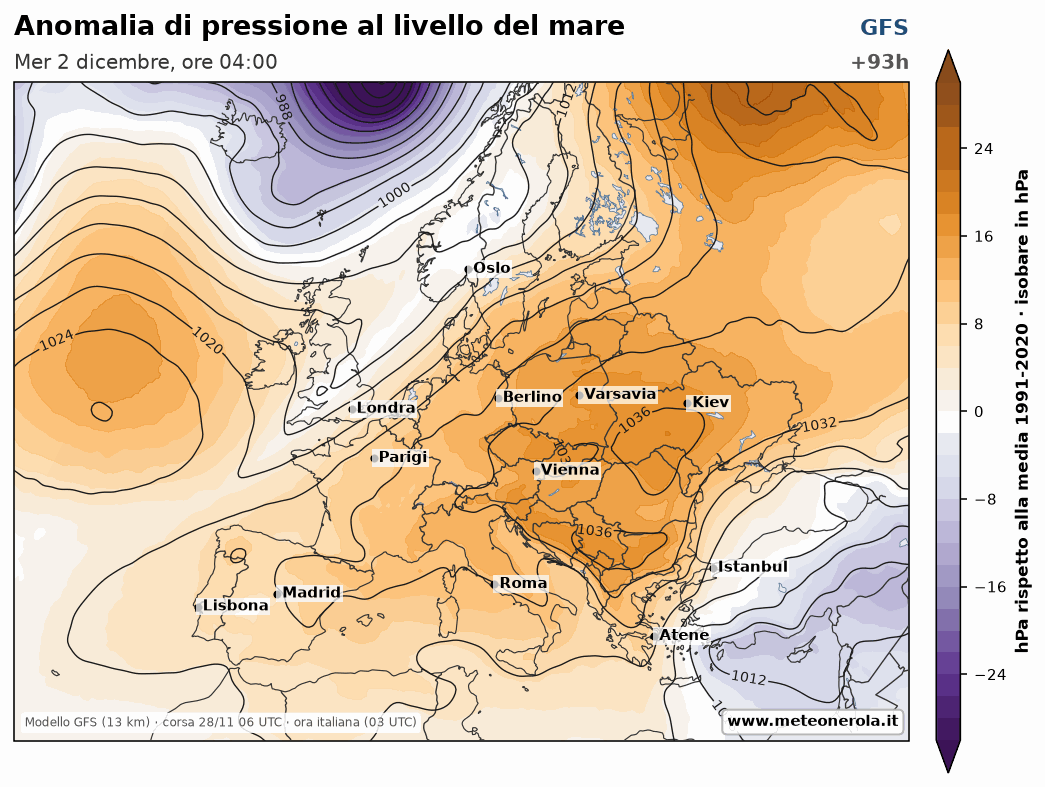 Anomalia di pressione al livello del mare
GFS
Mer 2 dicembre, ore 04:00
+93h
988
1000
1024
1020
Oslo
Londra
Berlino
Varsavia
Kiev
1036
1032
Parigi
Vienna
1036
Istanbul
Roma
Madrid
Lisbona
Atene
1012
Modello GFS (13 km) · corsa 28/11 06 UTC · ora italiana (03 UTC)
www.meteonerola.it
24
16
8
0
−8
−16
−24
hPa rispetto alla media 1991-2020 · isobare in hPa